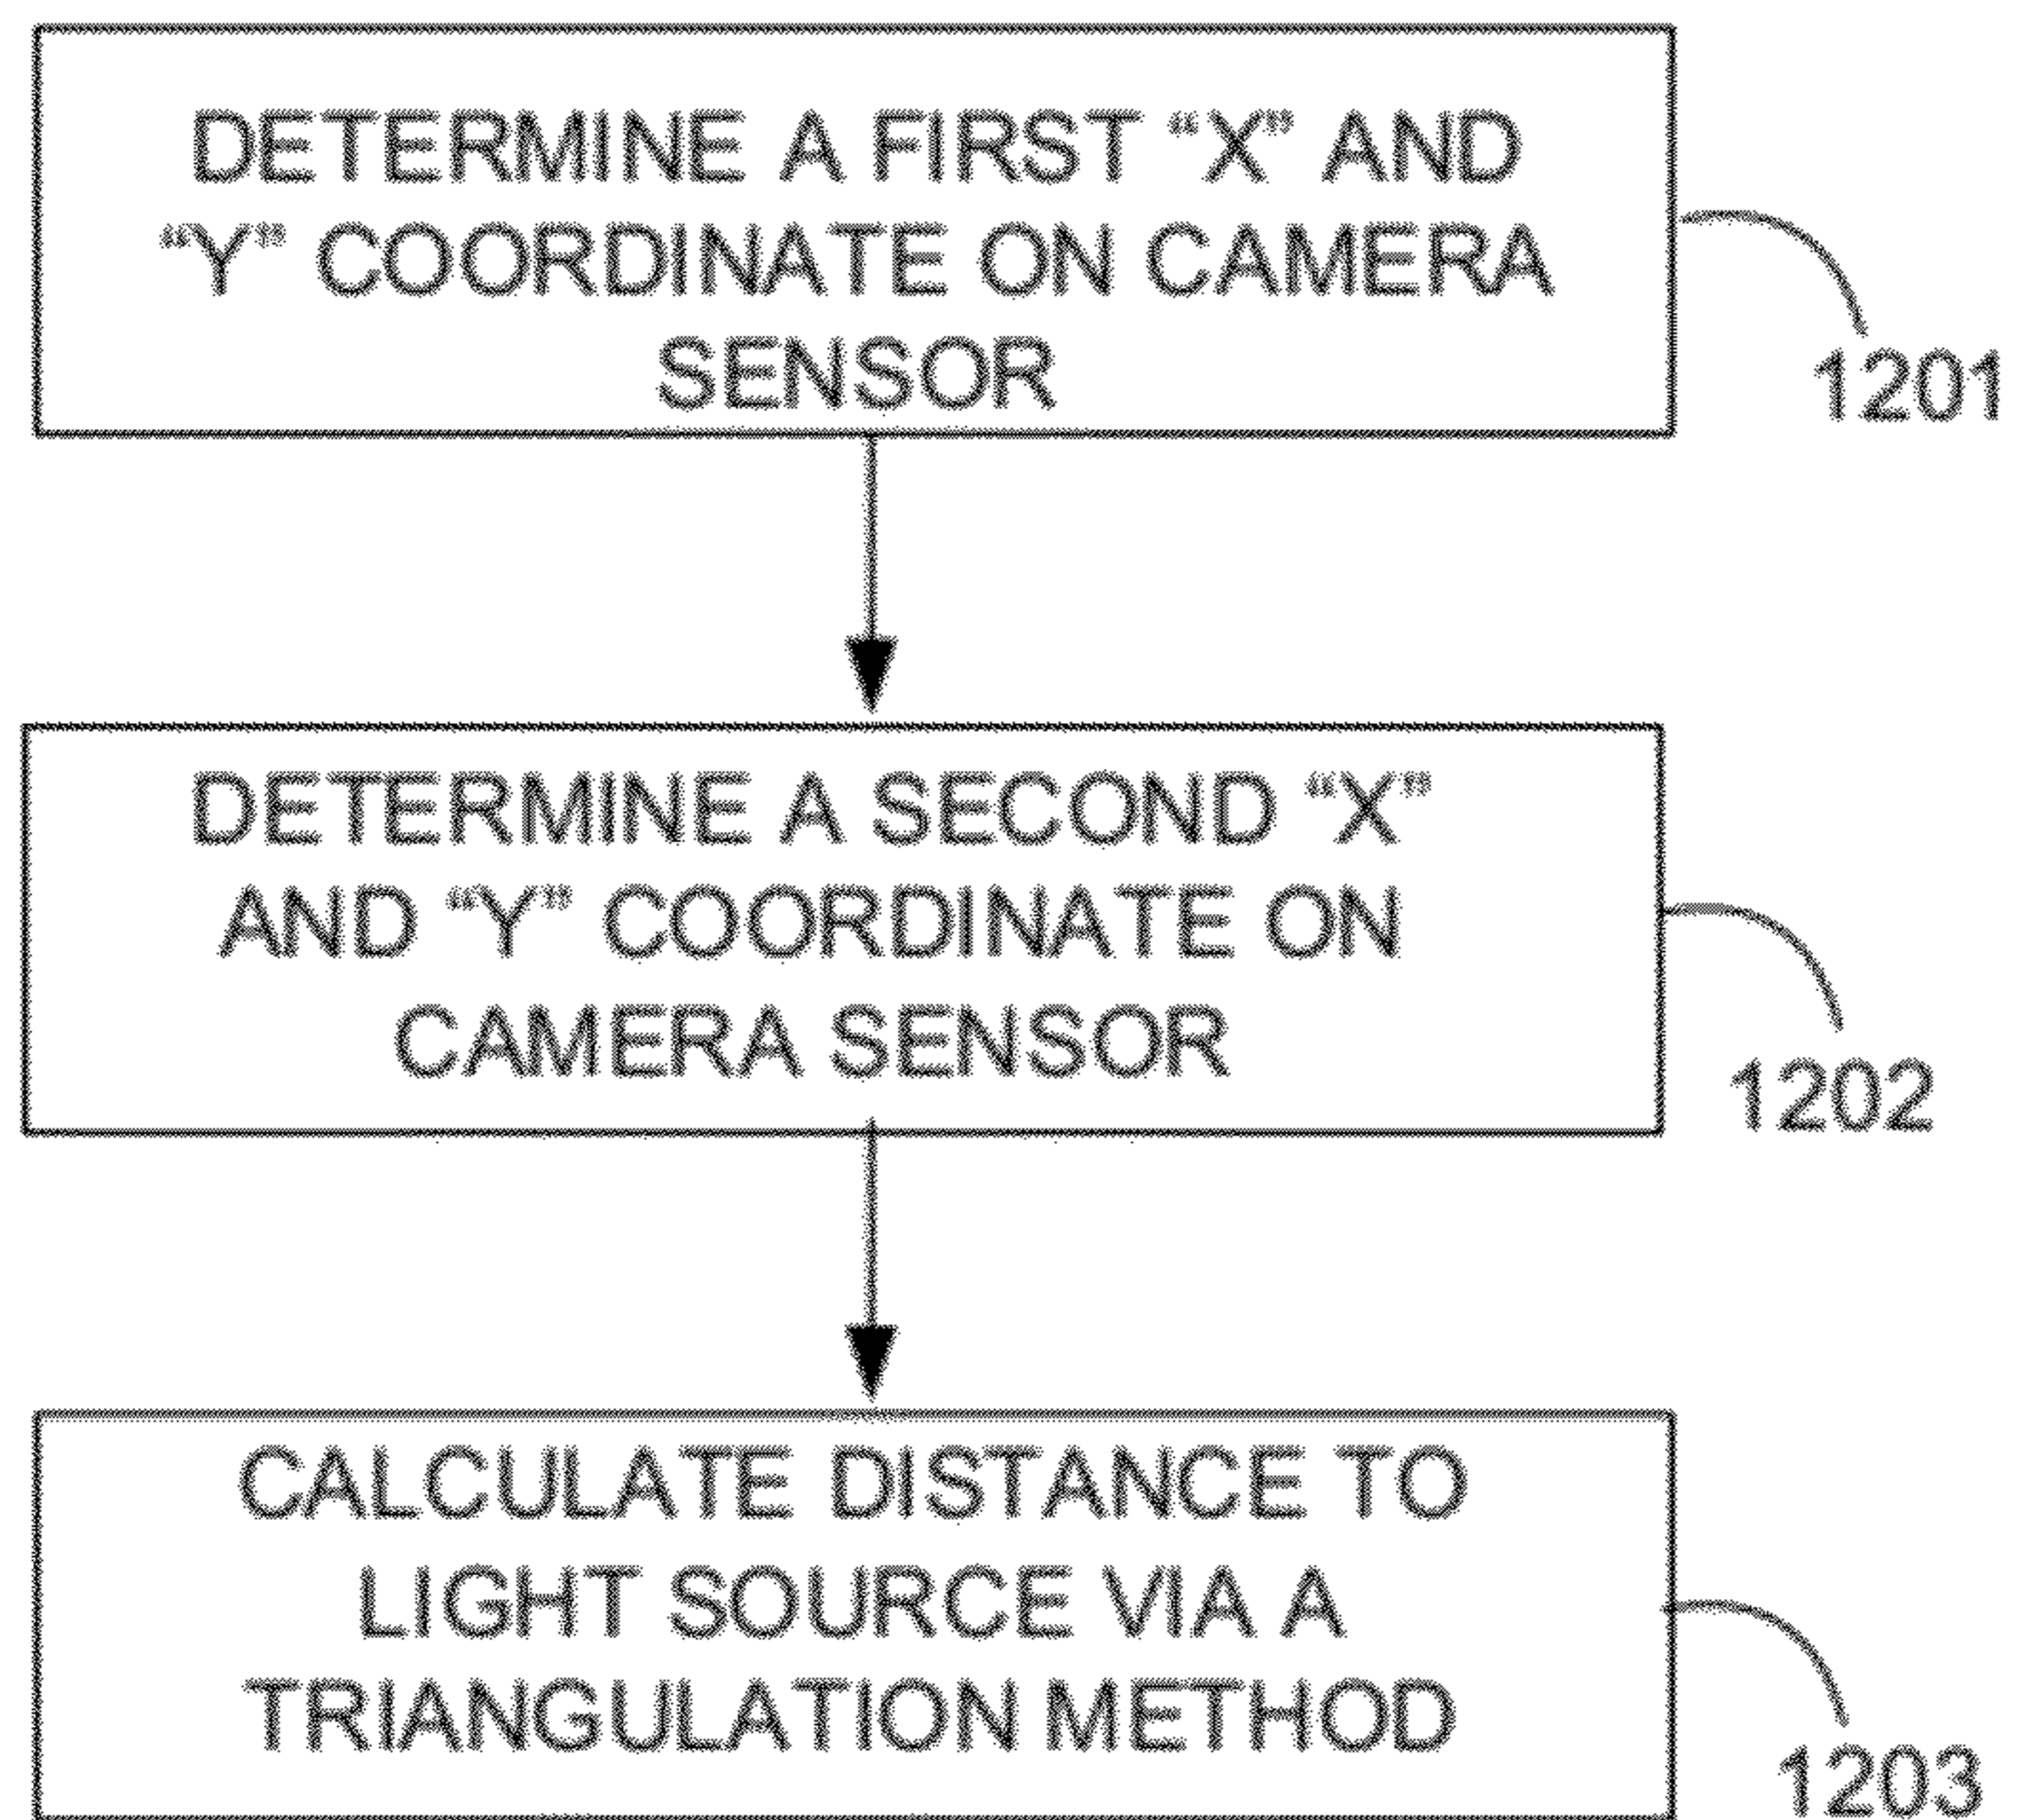 DETERMINE A FIRST “X” AND
“Y” COORDINATE ON CAMERA
SENSOR
1201
DETERMINE A SECOND “X”
AND “Y” COORDINATE ON
CAMERA SENSOR
1202
CALCULATE DISTANCE TO
LIGHT SOURCE VIA A
TRIANGULATION METHOD
1203